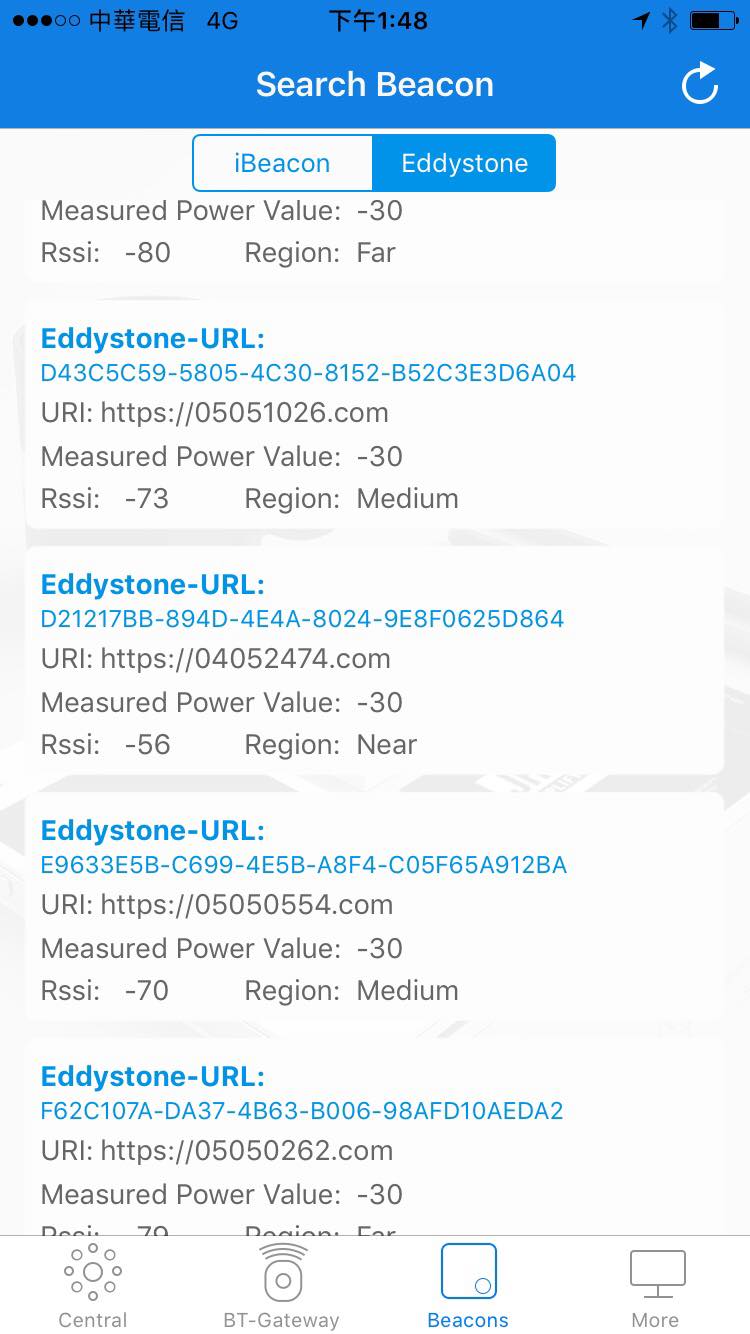 中華電信 4G 下午1:48
Search Beacon
iBeacon Eddystone
Measured Power Value: -30
Rssi: -80 Region: Far
Eddystone-URL:
D43C5C59-5805-4C30-8152-B52C3E3D6A04
URI: https://05051026.com
Measured Power Value: -30
Rssi: -73 Region: Medium
Eddystone-URL:
D21217BB-894D-4E4A-8024-9E8F0625D864
URI: https://04052474.com
Measured Power Value: -30
Rssi: -56 Region: Near
Eddystone-URL:
E9633E5B-C699-4E5B-A8F4-C05F65A912BA
URI: https://05050554.com
Measured Power Value: -30
Rssi: -70 Region: Medium
Eddystone-URL:
F62C107A-DA37-4B63-B006-98AFD10AEDA2
URI: https://05050262.com
Measured Power Value: -30
Rssi: -79 Region: Far
Central BT-Gateway Beacons More